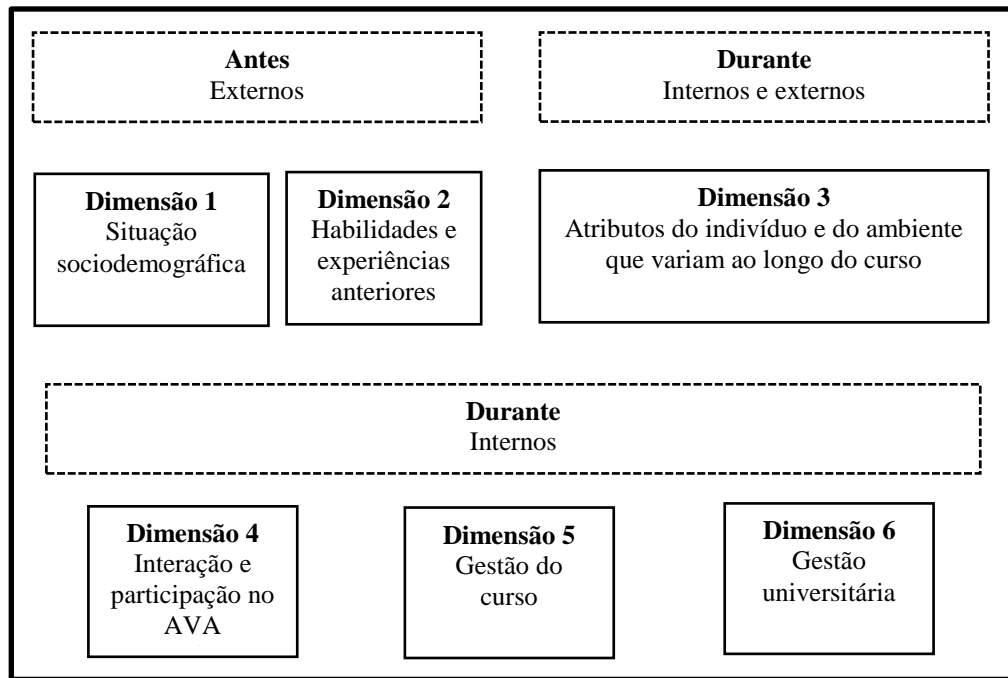 Antes
Externos
Durante
Internos e externos
Dimensão 1
Situação
sociodemográfica
Dimensão 2
Habilidades e
experiências
anteriores
Dimensão 3
Atributos do indivíduo e do ambiente
que variam ao longo do curso
Durante
Internos
Dimensão 4
Interação e
participação no
AVA
Dimensão 5
Gestão do
curso
Dimensão 6
Gestão
universitária